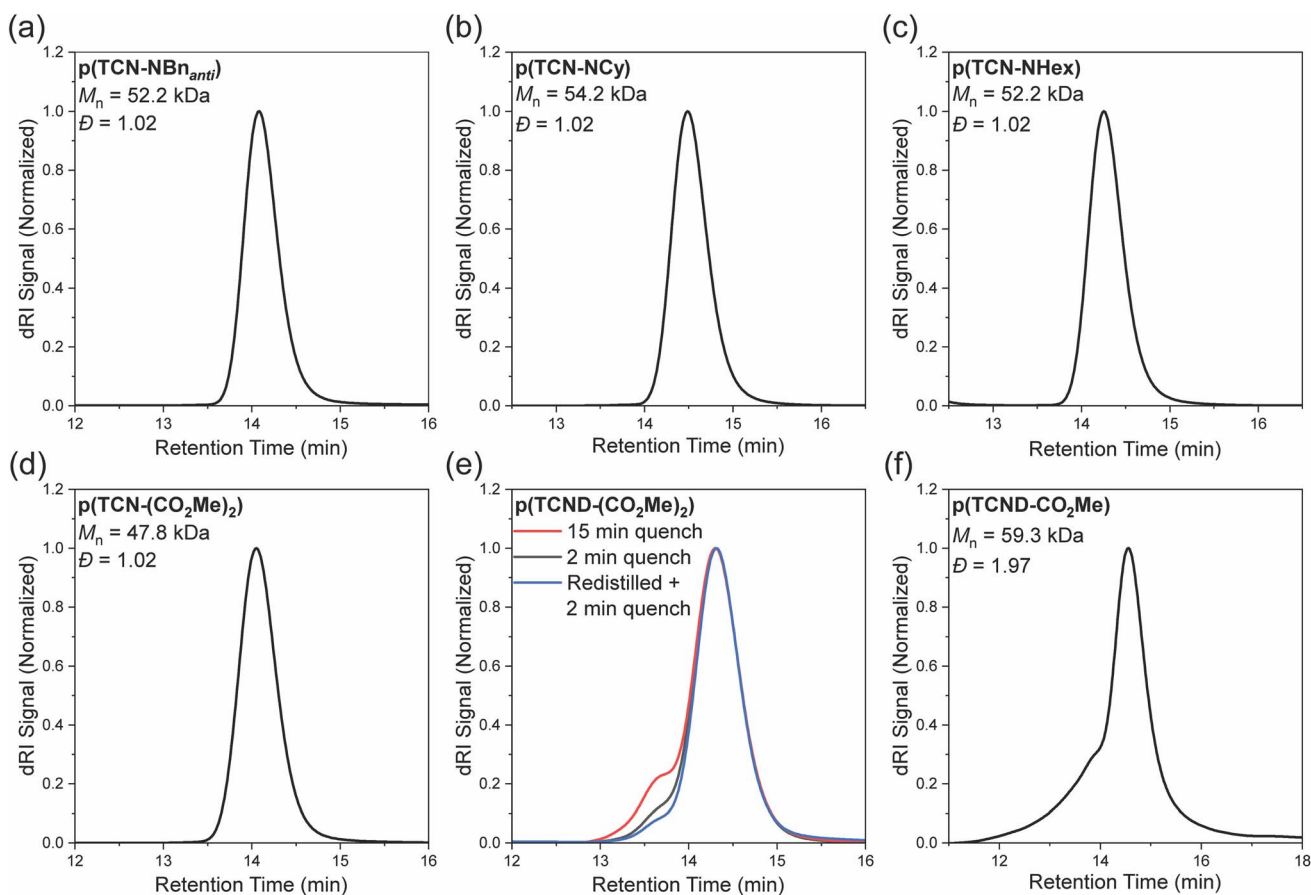 (a)
p(TCN-NBnanti)
Mn = 52.2 kDa
Đ = 1.02
dRI Signal (Normalized)
1.2
1.0
0.8
0.6
0.4
0.2
0.0
12 13 14 15 16
Retention Time (min)
(b)
p(TCN-NCy)
Mn = 54.2 kDa
Đ = 1.02
dRI Signal (Normalized)
1.2
1.0
0.8
0.6
0.4
0.2
0.0
13 14 15 16
Retention Time (min)
(c)
p(TCN-NHex)
Mn = 52.2 kDa
Đ = 1.02
dRI Signal (Normalized)
1.2
1.0
0.8
0.6
0.4
0.2
0.0
13 14 15 16
Retention Time (min)
(d)
p(TCN-(CO₂Me)₂)
Mn = 47.8 kDa
Đ = 1.02
dRI Signal (Normalized)
1.2
1.0
0.8
0.6
0.4
0.2
0.0
12 13 14 15 16
Retention Time (min)
(e)
p(TCND-(CO₂Me)₂)
15 min quench
2 min quench
Redistilled +
2 min quench
dRI Signal (Normalized)
1.2
1.0
0.8
0.6
0.4
0.2
0.0
12 13 14 15 16
Retention Time (min)
(f)
p(TCND-CO₂Me)
Mn = 59.3 kDa
Đ = 1.97
dRI Signal (Normalized)
1.2
1.0
0.8
0.6
0.4
0.2
0.0
12 14 16 18
Retention Time (min)